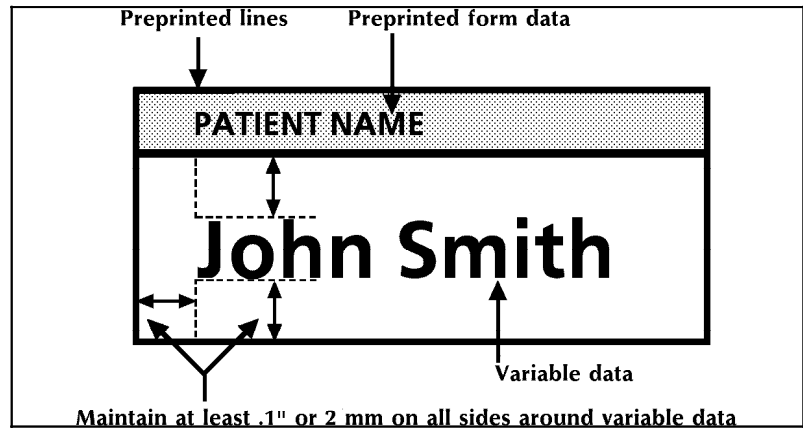 Preprinted lines Preprinted form data
PATIENT NAME
John Smith
Variable data
Maintain at least .1" or 2 mm on all sides around variable data